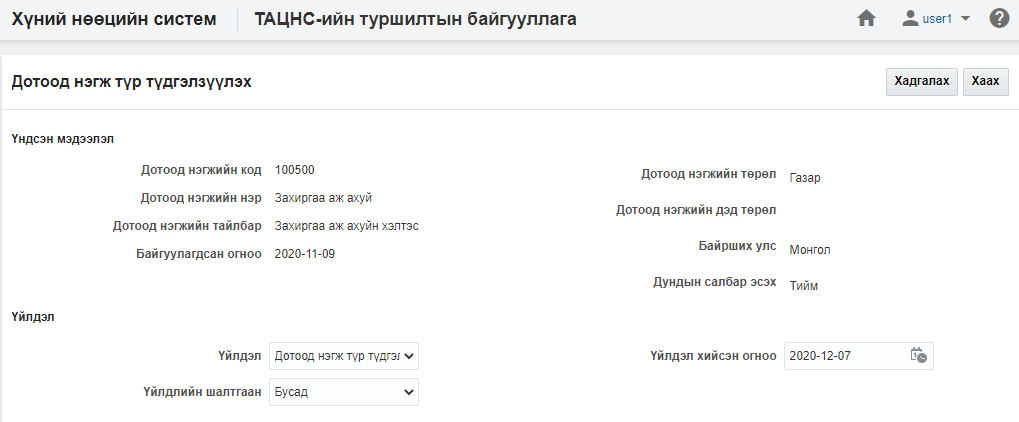 Хүний нөөцийн систем ТАЦНС-ийн туршилтын байгууллага user1
Дотоод нэгж түр түдгэлзүүлэх Хадгалах Хаах
Үндсэн мэдээлэл
Дотоод нэгжийн код 100500 Дотоод нэгжийн төрөл Газар
Дотоод нэгжийн нэр Захиргаа аж ахуй Дотоод нэгжийн дэд төрөл
Дотоод нэгжийн тайлбар Захиргаа аж ахуйн хэлтэс Байрших улс Монгол
Байгуулагдсан огноо 2020-11-09 Дундын салбар эсэх Тийм
Үйлдэл
Үйлдэл Дотоод нэгж түр түдгэл Үйлдэл хийсэн огноо 2020-12-07
Үйлдлийн шалтгаан Бусад